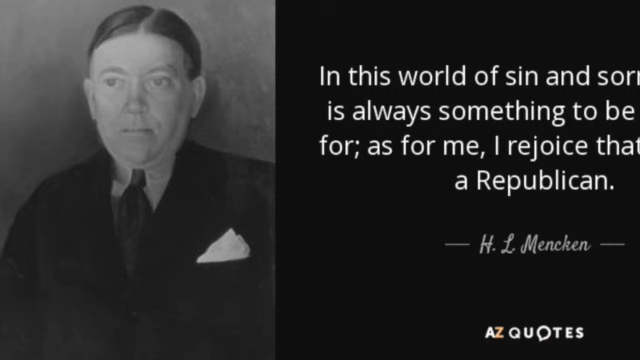 In this world of sin and sor
is always something to be
for; as for me, I rejoice that
a Republican.
H. L. Mencken
AZ QUOTES